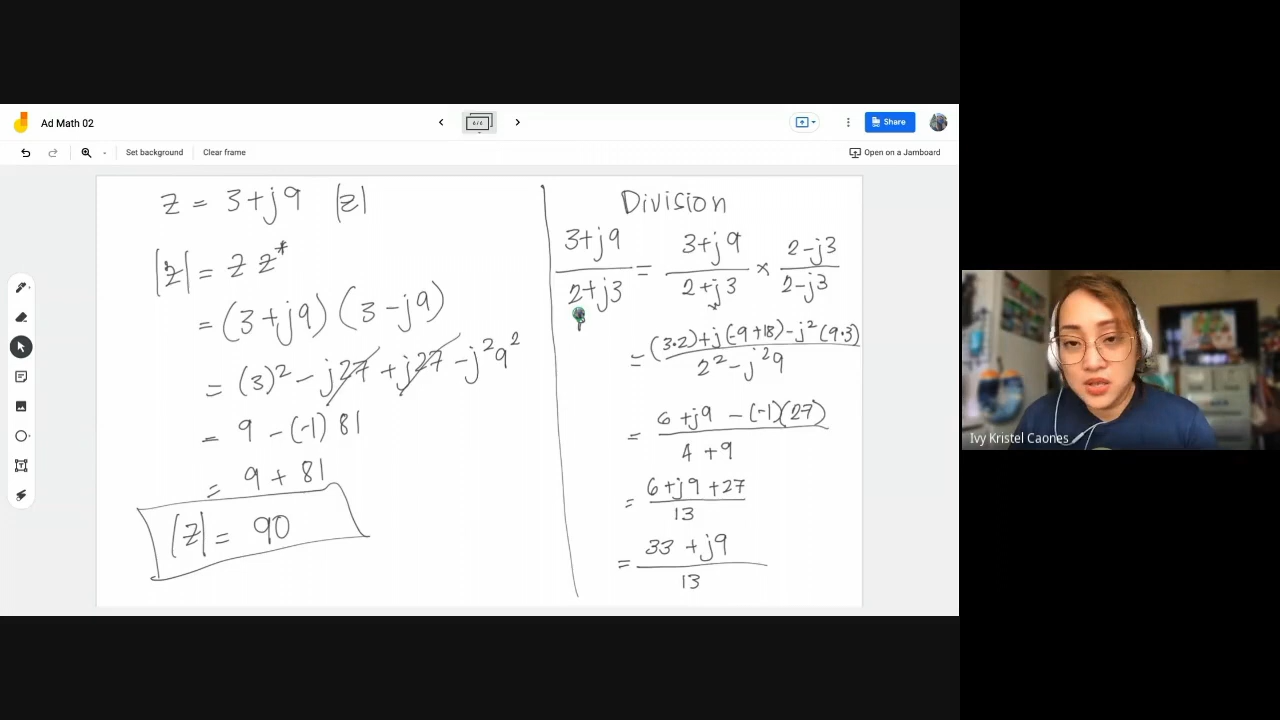 Ad Math 02
6/6
Share
Set background
Clear frame
Open on a Jamboard
z = 3+j9 |z|
|z| = z z*
= (3+j9)(3-j9)
= (3)² - j27 + j27 - j²9²
= 9 - (-1) 81
= 9 + 81
|z| = 90
Division
3+j9 / 2+j3 = 3+j9 / 2+j3 × 2-j3 / 2-j3
= (3·2)+j(-9+18)-j²(9·3) / 2²-j²9
= 6+j9-(-1)(27) / 4+9
= 6+j9+27 / 13
= 33+j9 / 13
Ivy Kristel Caones